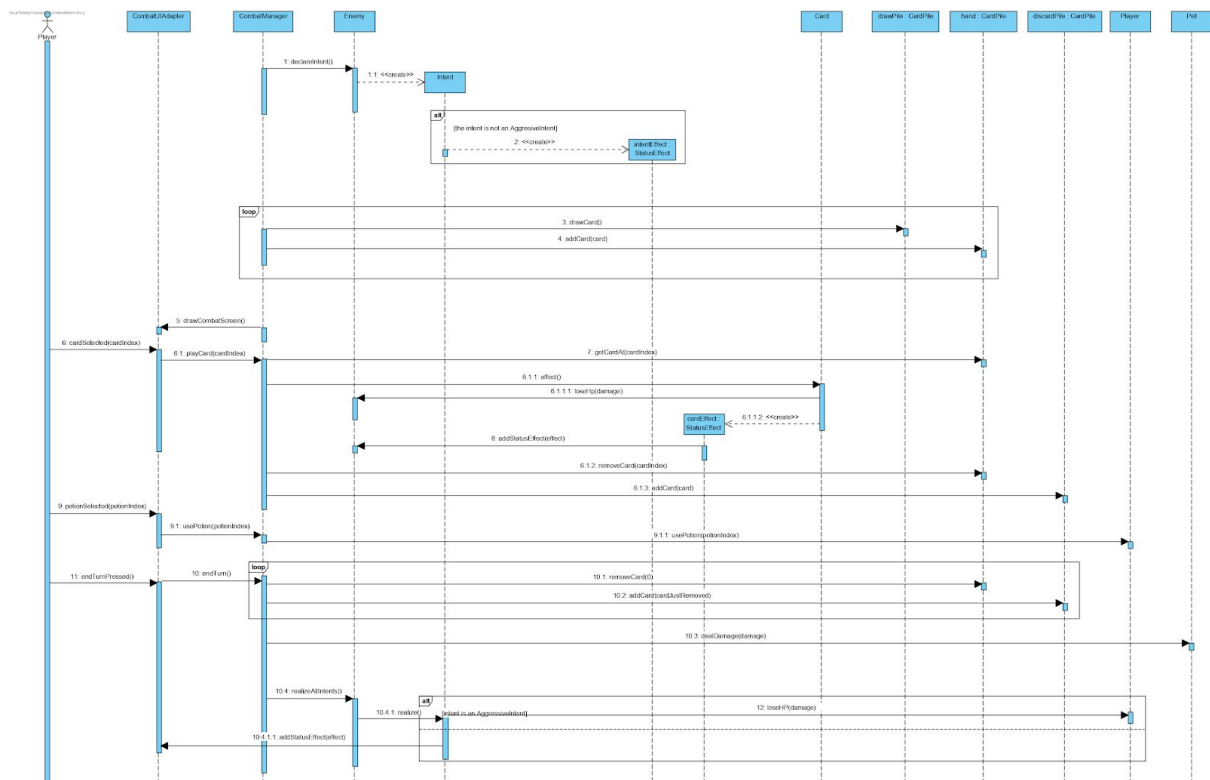 CombatUIAdapter
CombatManager
Enemy
Card
drawPile : CardPile
hand : CardPile
discardPile : CardPile
Player
Pet
Player
1: declareIntent()
1.1: <<create>>
Intent
alt
[the intent is not an AggresiveIntent]
2: <<create>>
intentEffect :
StatusEffect
loop
3: drawCard()
4: addCard(card)
5: drawCombatScreen()
6: cardSelected(cardIndex)
6.1: playCard(cardIndex)
7: getCardAt(cardIndex)
6.1.1: effect()
6.1.1.1: loseHp(damage)
cardEffect :
StatusEffect
6.1.1.2: <<create>>
8: addStatusEffect(effect)
6.1.2: removeCard(cardIndex)
6.1.3: addCard(card)
9: potionSelected(potionIndex)
9.1: usePotion(potionIndex)
9.1.1: usePotion(potionIndex)
loop
11: endTurnPressed()
10: endTurn()
10.1: removeCard(0)
10.2: addCard(cardJustRemoved)
10.3: dealDamage(damage)
10.4: realizeAllIntents()
alt
10.4.1: realize()
[intent is an AggressiveIntent]
12: loseHP(damage)
10.4.1.1: addStatusEffect(effect)